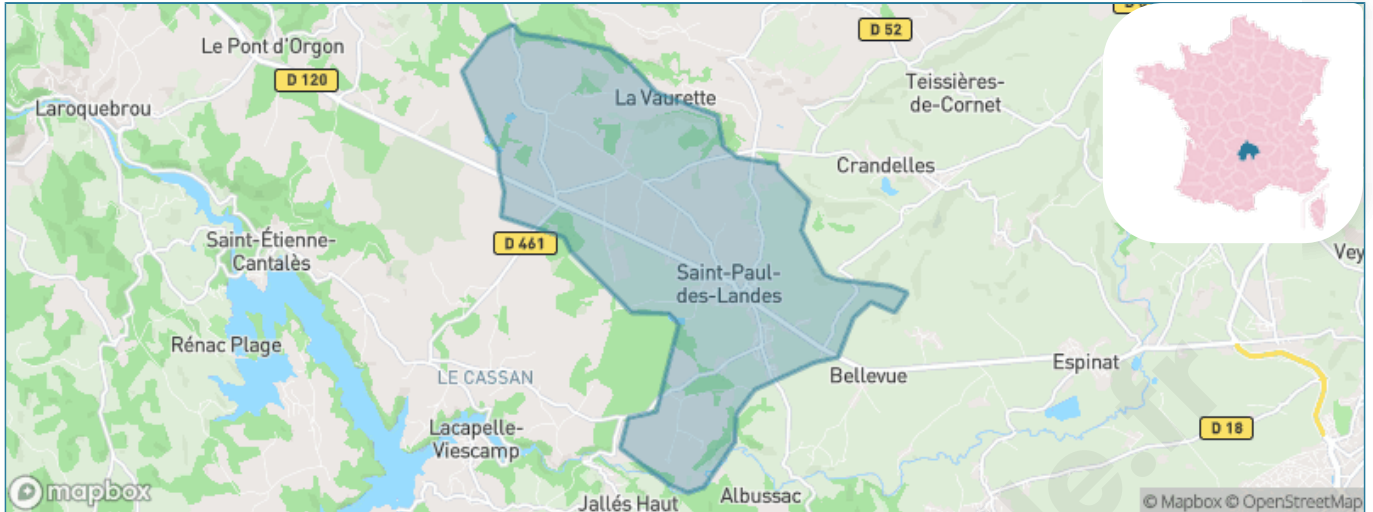 Le Pont d'Orgon
D 120
Laroquebrou
D 52
La Vaurette
Teissières-
de-Cornet
Crandelles
D 461
Saint-Étienne-
Cantalès
Saint-Paul-
des-Landes
Vey
Rénac Plage
LE CASSAN
Bellevue
Espinat
Lacapelle-
Viescamp
D 18
Jallés Haut
Albussac
mapbox
© Mapbox © OpenStreetMap